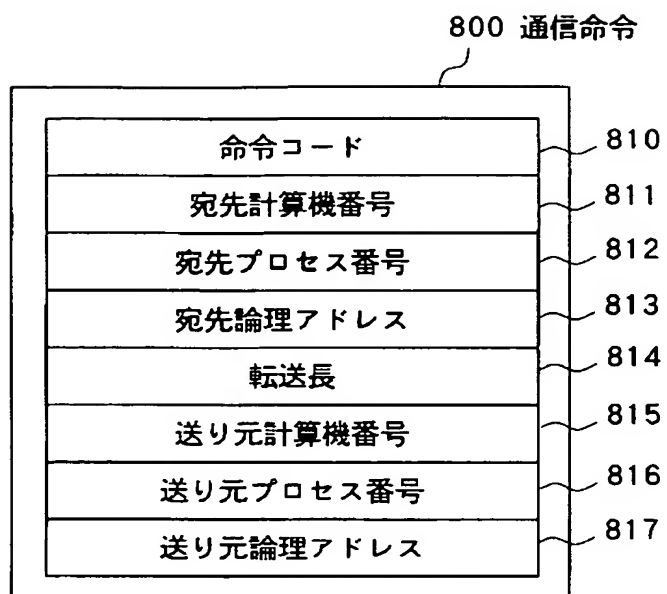 800 通信命令
命令コード 810
宛先計算機番号 811
宛先プロセス番号 812
宛先論理アドレス 813
転送長 814
送り元計算機番号 815
送り元プロセス番号 816
送り元論理アドレス 817